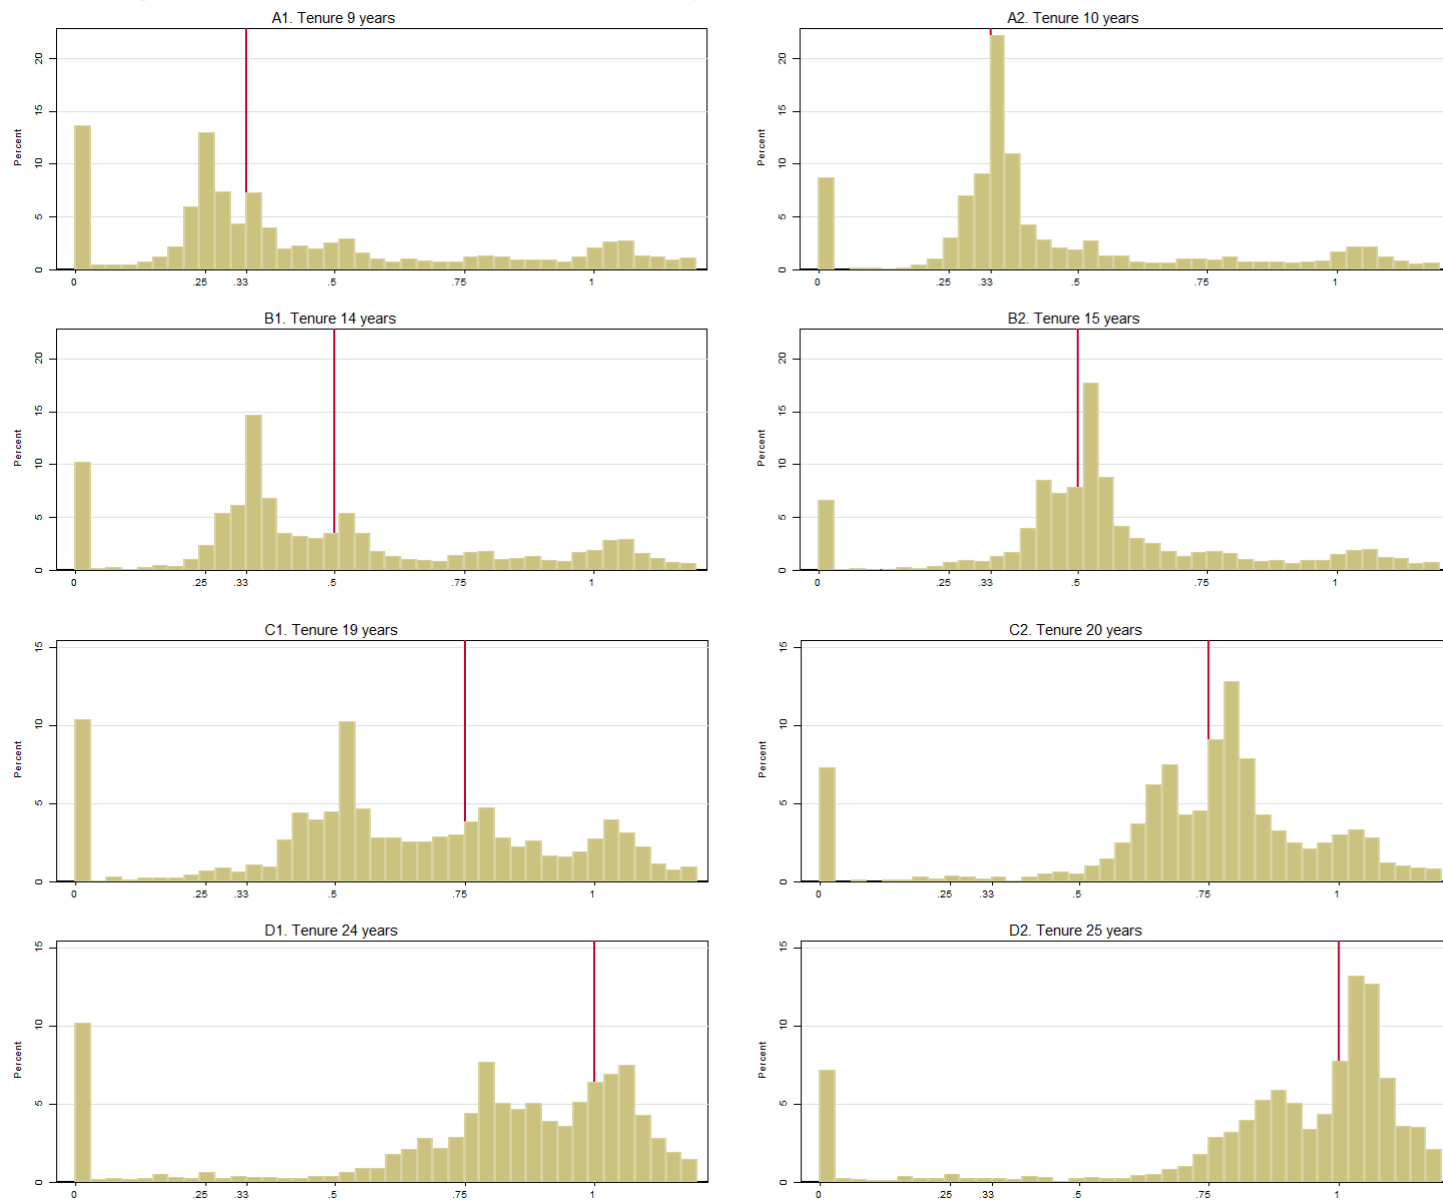 A1. Tenure 9 years
Percent
20
15
10
5
0
0 .25 .33 .5 .75 1
A2. Tenure 10 years
Percent
20
15
10
5
0
0 .25 .33 .5 .75 1
B1. Tenure 14 years
Percent
20
15
10
5
0
0 .25 .33 .5 .75 1
B2. Tenure 15 years
Percent
20
15
10
5
0
0 .25 .33 .5 .75 1
C1. Tenure 19 years
Percent
15
10
5
0
0 .25 .33 .5 .75 1
C2. Tenure 20 years
Percent
15
10
5
0
0 .25 .33 .5 .75 1
D1. Tenure 24 years
Percent
15
10
5
0
0 .25 .33 .5 .75 1
D2. Tenure 25 years
Percent
15
10
5
0
0 .25 .33 .5 .75 1